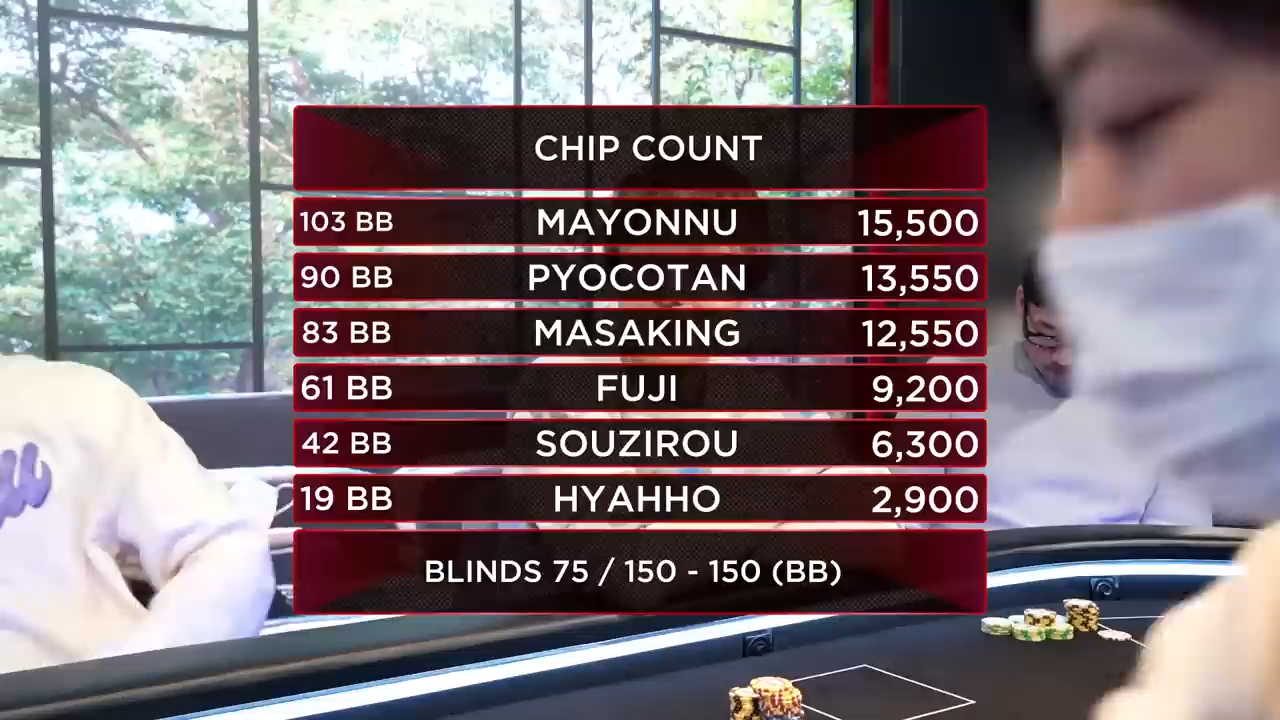 CHIP COUNT
103 BB MAYONNU 15,500
90 BB PYOCOTAN 13,550
83 BB MASAKING 12,550
61 BB FUJI 9,200
42 BB SOUZIROU 6,300
19 BB HYAHHO 2,900
BLINDS 75 / 150 - 150 (BB)